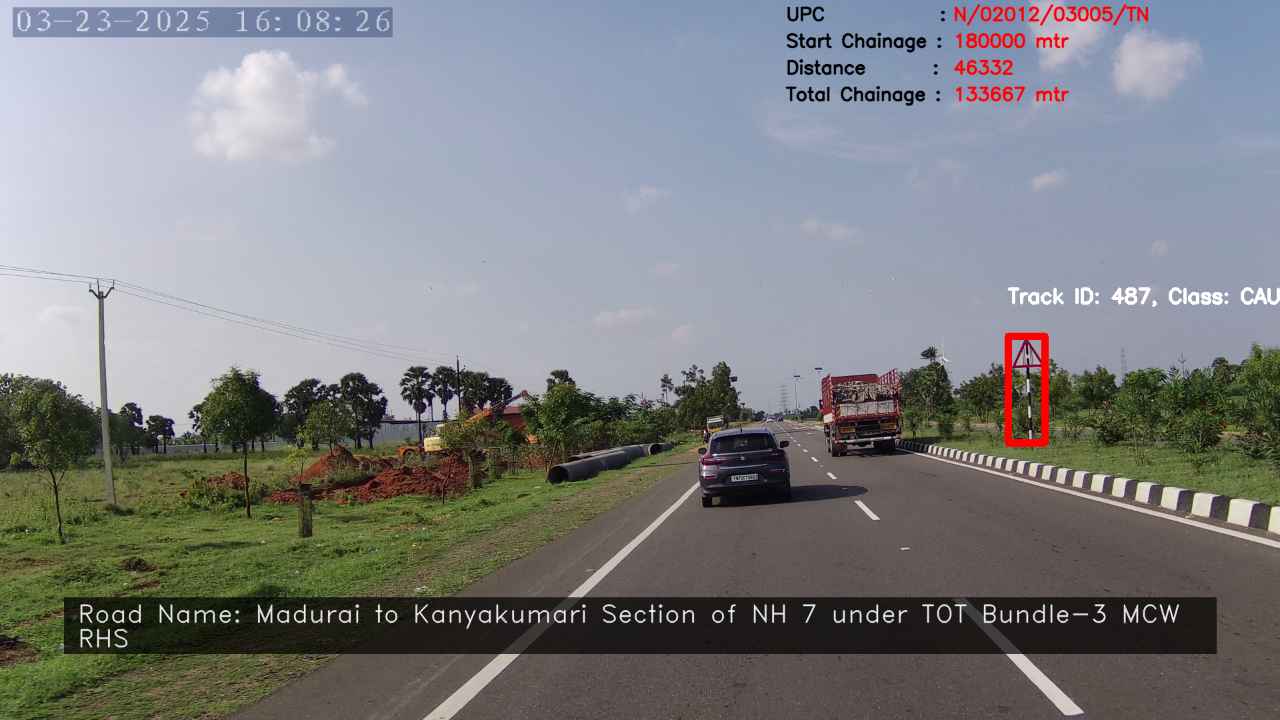 03-23-2025 16:08:26
UPC : N/02012/03005/TN
Start Chainage : 180000 mtr
Distance : 46332
Total Chainage : 133667 mtr
Track ID: 487, Class: CAU
Road Name: Madurai to Kanyakumari Section of NH 7 under TOT Bundle-3 MCW
RHS